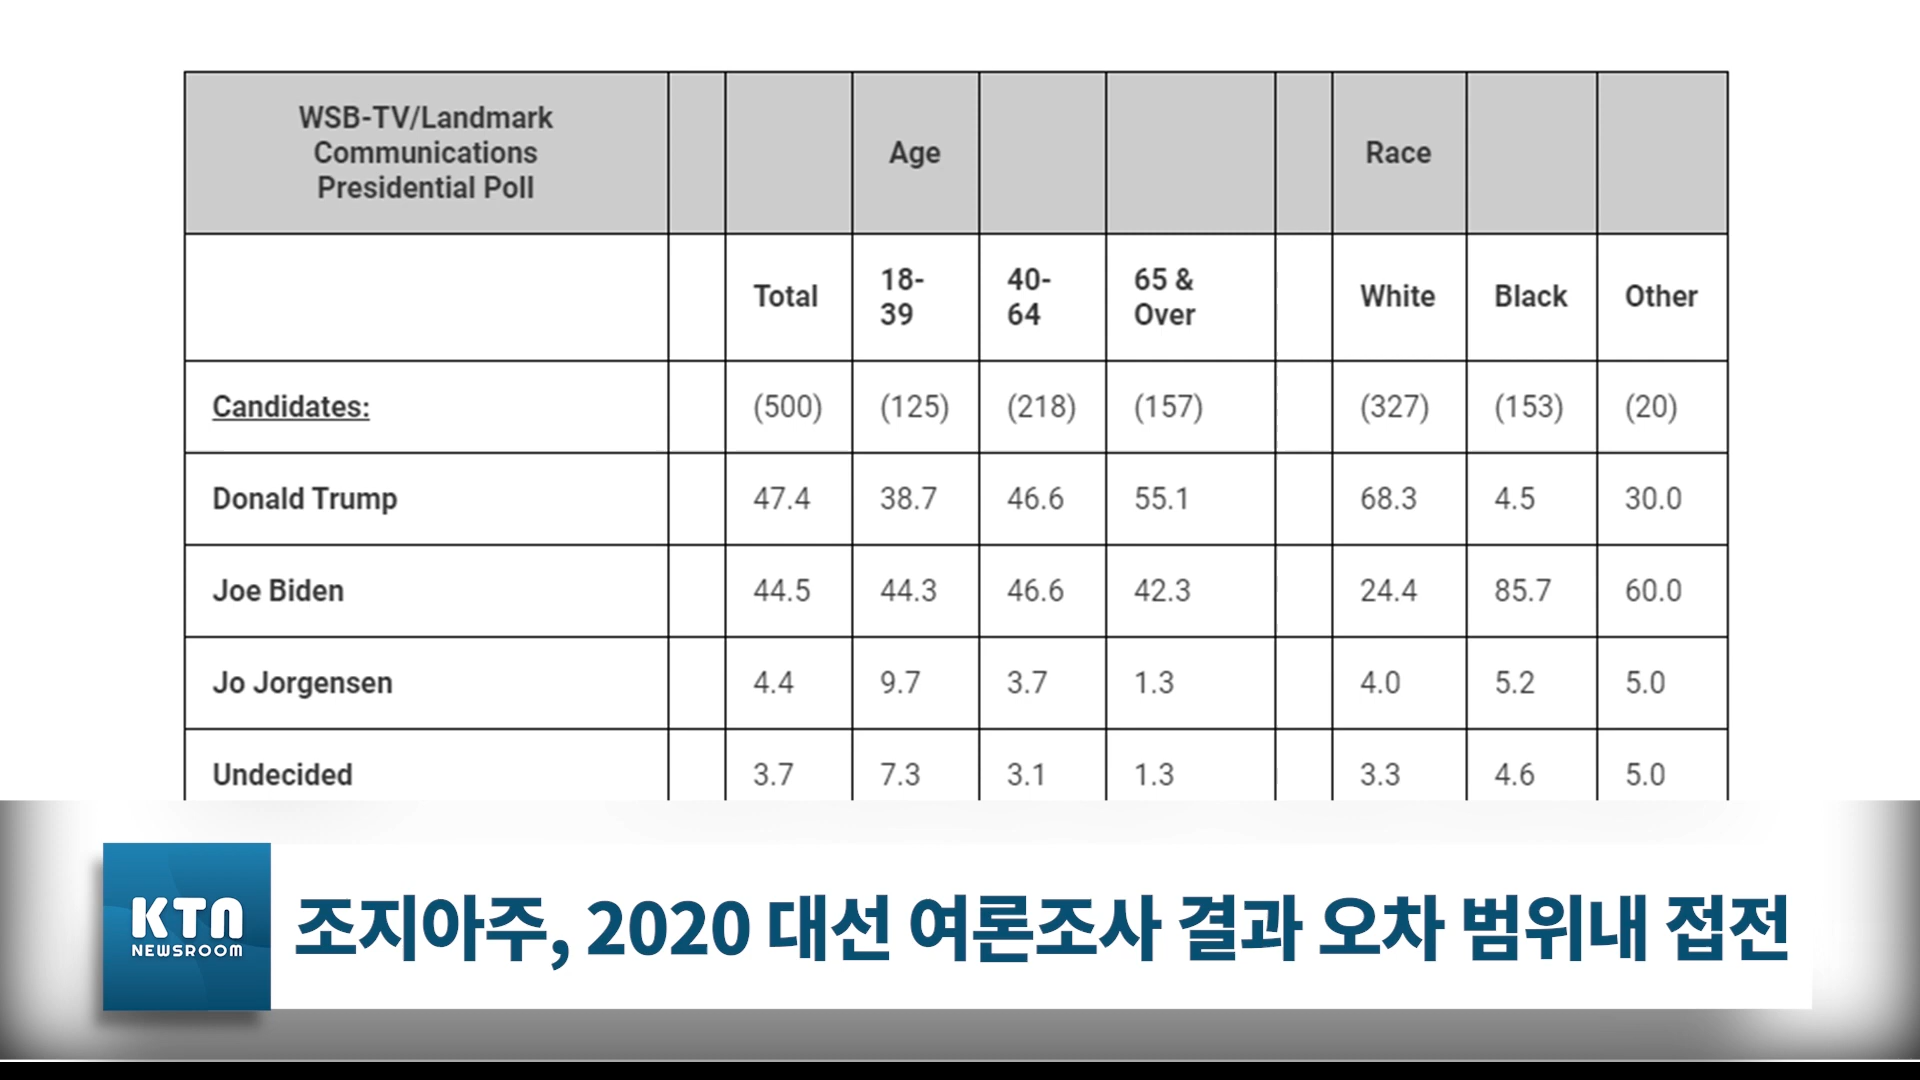 WSB-TV/Landmark
Communications
Presidential Poll
Age
Race
Total
18-
39
40-
64
65 &
Over
White
Black
Other
Candidates: (500) (125) (218) (157) (327) (153) (20)
Donald Trump 47.4 38.7 46.6 55.1 68.3 4.5 30.0
Joe Biden 44.5 44.3 46.6 42.3 24.4 85.7 60.0
Jo Jorgensen 4.4 9.7 3.7 1.3 4.0 5.2 5.0
Undecided 3.7 7.3 3.1 1.3 3.3 4.6 5.0
KTN
NEWSROOM
조지아주, 2020 대선 여론조사 결과 오차 범위내 접전